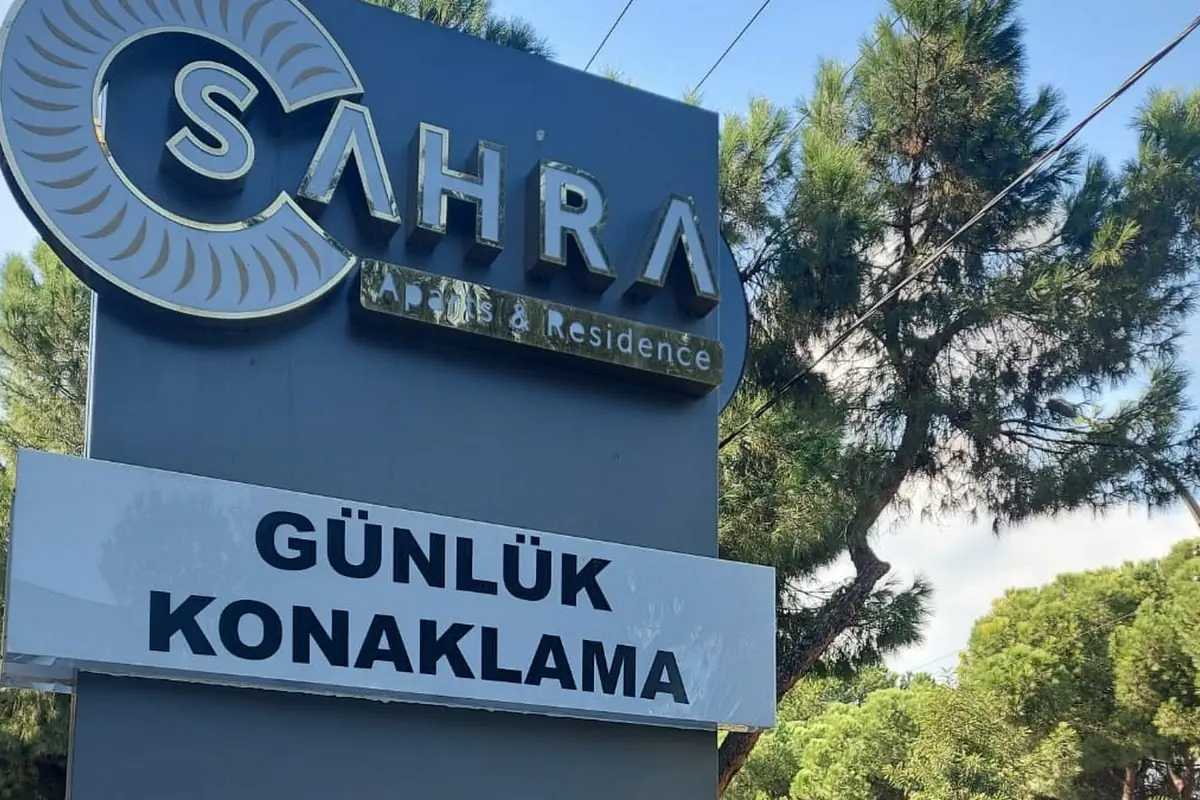 SAHRA
Aparts & Residence
GÜNLÜK
KONAKLAMA